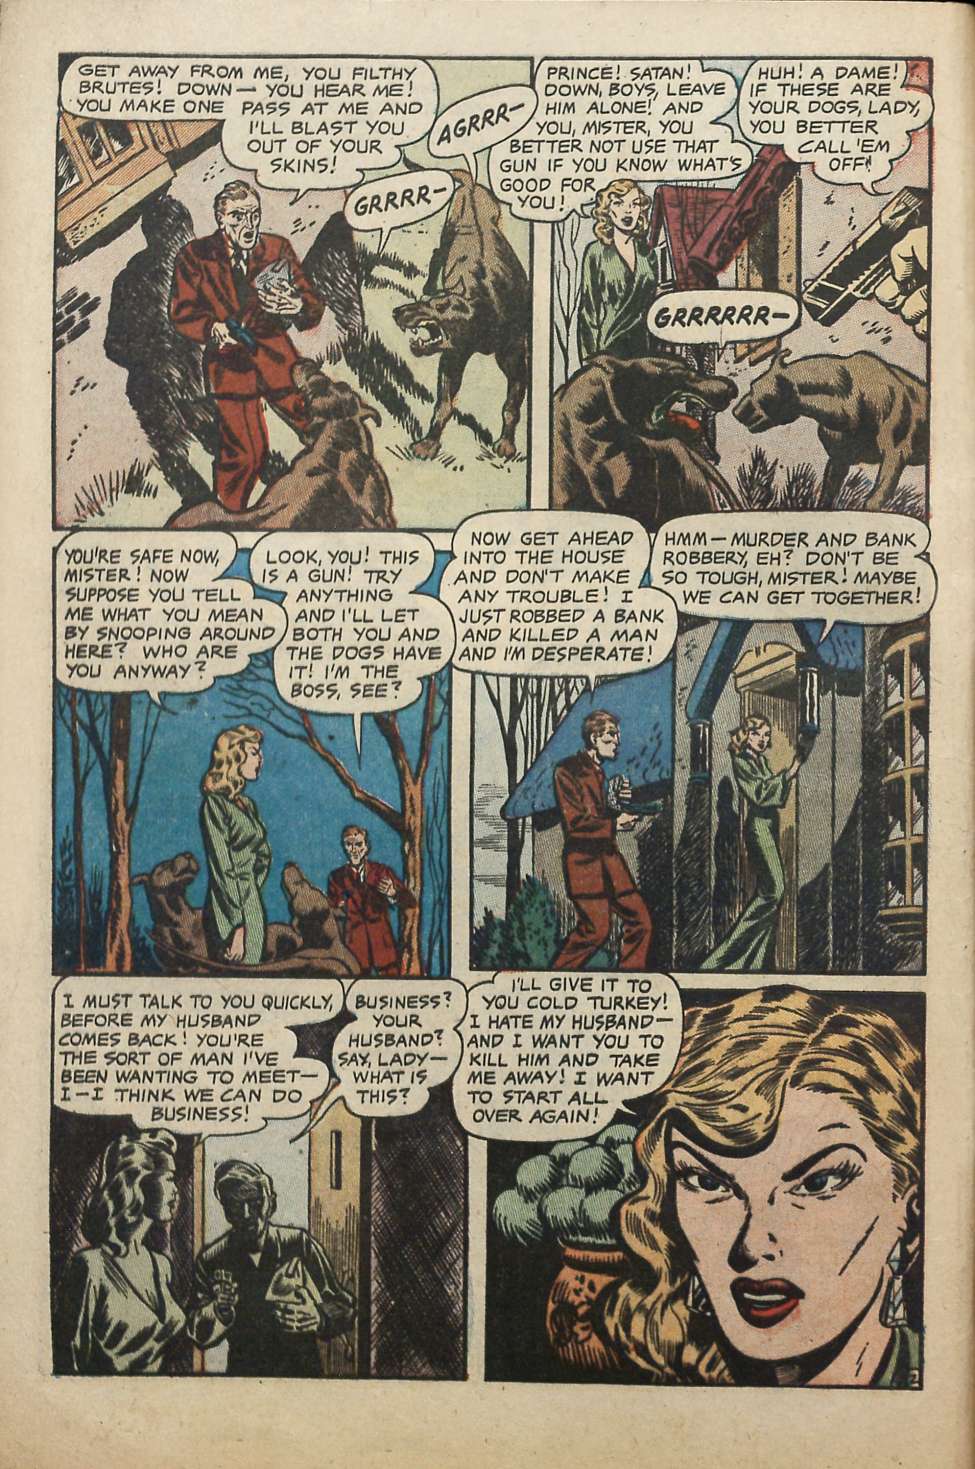 GET AWAY FROM ME, YOU FILTHY
BRUTES! DOWN— YOU HEAR ME!
YOU MAKE ONE PASS AT ME AND
I'LL BLAST YOU
OUT OF YOUR
SKINS!
GRRRR—
AGRRR—
PRINCE! SATAN!
DOWN, BOYS, LEAVE
HIM ALONE! AND
YOU, MISTER, YOU
BETTER NOT USE THAT
GUN IF YOU KNOW WHAT'S
GOOD FOR
YOU!
HUH! A DAME!
IF THESE ARE
YOUR DOGS, LADY,
YOU BETTER
CALL 'EM
OFF!
GRRRRRR—
YOU'RE SAFE NOW,
MISTER! NOW
SUPPOSE YOU TELL
ME WHAT YOU MEAN
BY SNOOPING AROUND
HERE? WHO ARE
YOU ANYWAY?
LOOK, YOU! THIS
IS A GUN! TRY
ANYTHING
AND I'LL LET
BOTH YOU AND
THE DOGS HAVE
IT! I'M THE
BOSS, SEE?
NOW GET AHEAD
INTO THE HOUSE
AND DON'T MAKE
ANY TROUBLE! I
JUST ROBBED A BANK
AND KILLED A MAN
AND I'M DESPERATE!
HMM— MURDER AND BANK
ROBBERY, EH? DON'T BE
SO TOUGH, MISTER! MAYBE
WE CAN GET TOGETHER!
I MUST TALK TO YOU QUICKLY,
BEFORE MY HUSBAND
COMES BACK! YOU'RE
THE SORT OF MAN I'VE
BEEN WANTING TO MEET—
I—I THINK WE CAN DO
BUSINESS!
BUSINESS?
YOUR
HUSBAND?
SAY, LADY—
WHAT IS
THIS?
I'LL GIVE IT TO
YOU COLD TURKEY!
I HATE MY HUSBAND—
AND I WANT YOU TO
KILL HIM AND TAKE
ME AWAY! I WANT
TO START ALL
OVER AGAIN!
2